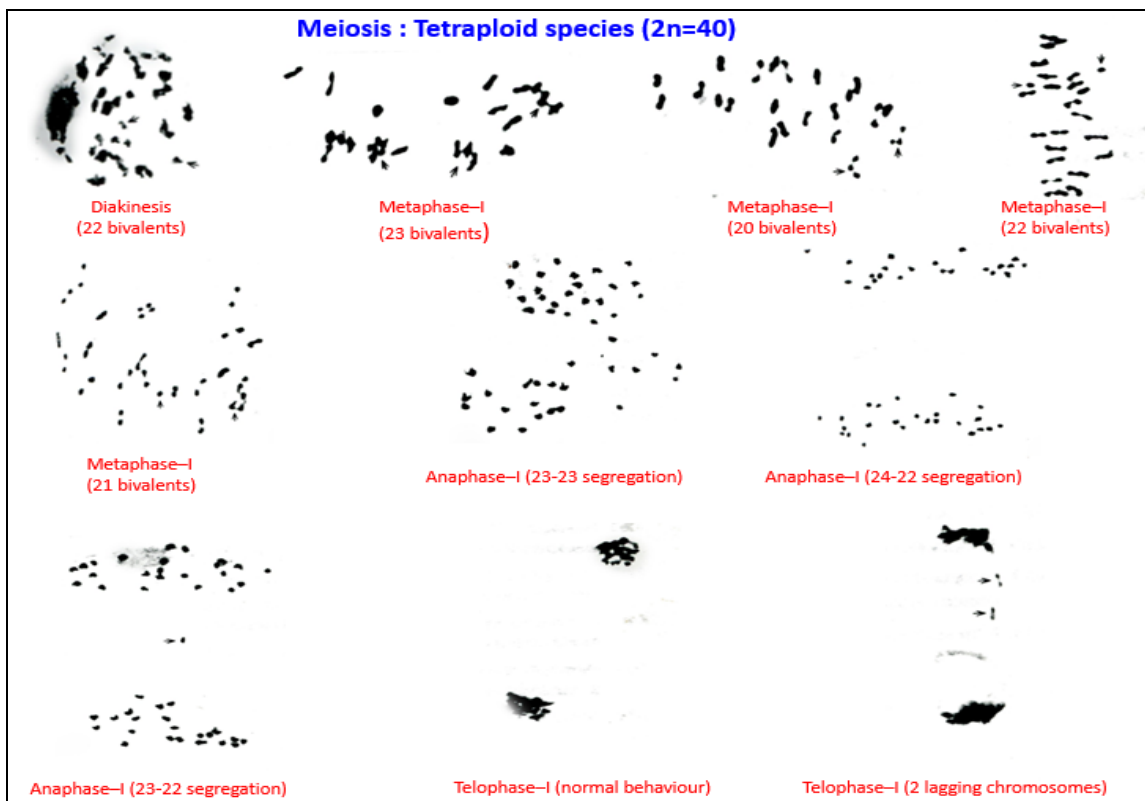 Meiosis : Tetraploid species (2n=40)
Diakinesis
(22 bivalents)
Metaphase–I
(23 bivalents)
Metaphase–I
(20 bivalents)
Metaphase–I
(22 bivalents)
Metaphase–I
(21 bivalents)
Anaphase–I (23-23 segregation)
Anaphase–I (24-22 segregation)
Anaphase–I (23-22 segregation)
Telophase–I (normal behaviour)
Telophase–I (2 lagging chromosomes)